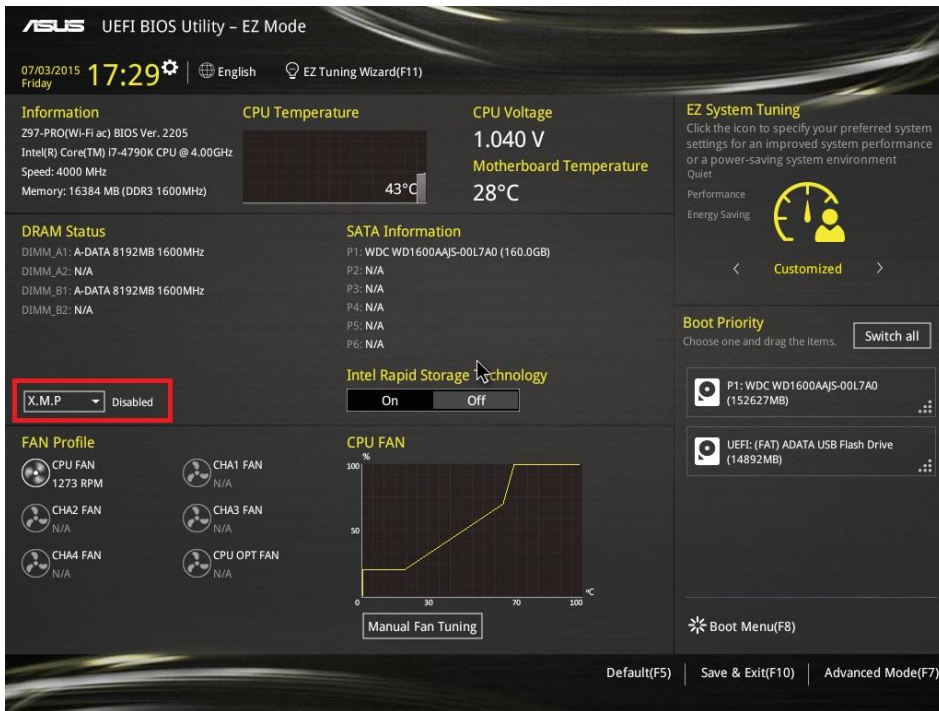 ASUS UEFI BIOS Utility – EZ Mode
07/03/2015
Friday
17:29
English
EZ Tuning Wizard(F11)
Information
Z97-PRO(Wi-Fi ac) BIOS Ver. 2205
Intel(R) Core(TM) i7-4790K CPU @ 4.00GHz
Speed: 4000 MHz
Memory: 16384 MB (DDR3 1600MHz)
CPU Temperature
43°C
CPU Voltage
1.040 V
Motherboard Temperature
28°C
EZ System Tuning
Click the icon to specify your preferred system
settings for an improved system performance
or a power-saving system environment
Quiet
Performance
Energy Saving
Customized
DRAM Status
DIMM_A1: A-DATA 8192MB 1600MHz
DIMM_A2: N/A
DIMM_B1: A-DATA 8192MB 1600MHz
DIMM_B2: N/A
X.M.P
Disabled
SATA Information
P1: WDC WD1600AAJS-00L7A0 (160.0GB)
P2: N/A
P3: N/A
P4: N/A
P5: N/A
P6: N/A
Intel Rapid Storage Technology
On
Off
Boot Priority
Choose one and drag the items.
Switch all
P1: WDC WD1600AAJS-00L7A0
(152627MB)
UEFI: (FAT) ADATA USB Flash Drive
(14892MB)
FAN Profile
CPU FAN
1273 RPM
CHA1 FAN
N/A
CHA2 FAN
N/A
CHA3 FAN
N/A
CHA4 FAN
N/A
CPU OPT FAN
N/A
CPU FAN
%
100
50
0
30
70
100
°C
Manual Fan Tuning
Boot Menu(F8)
Default(F5)
Save & Exit(F10)
Advanced Mode(F7)